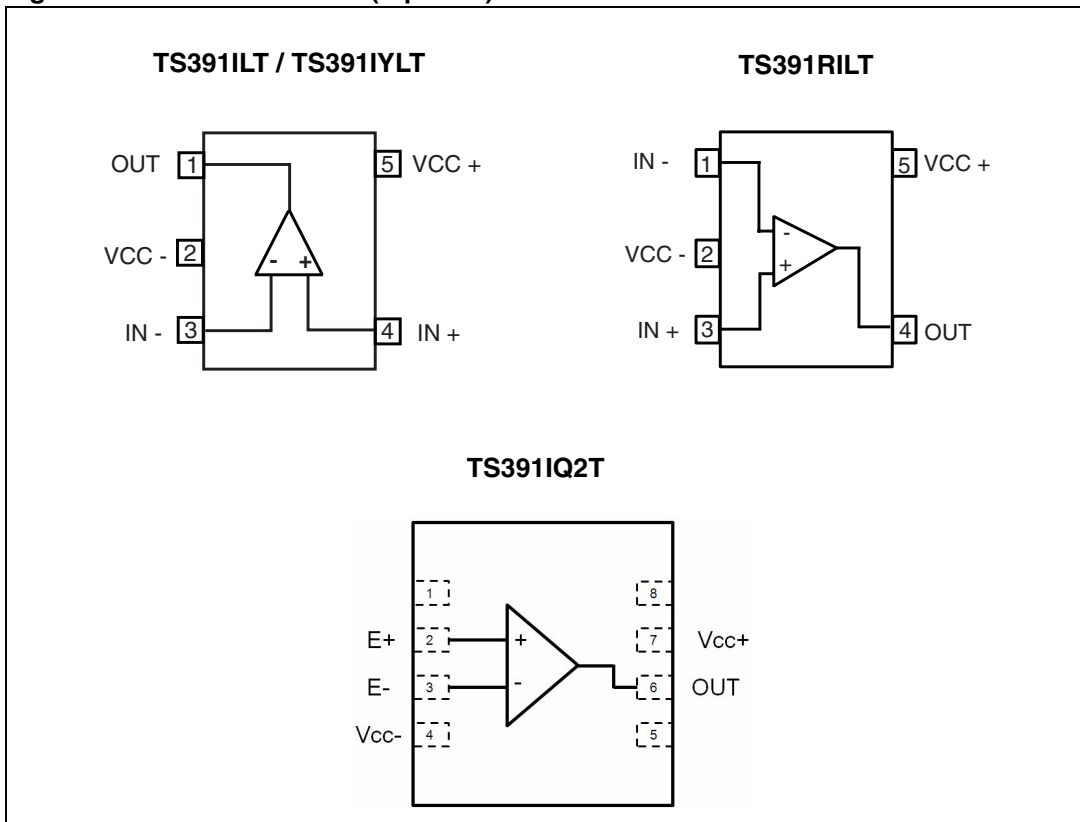 TS391ILT / TS391IYLT
OUT 1 5 VCC +
VCC - 2
- +
IN - 3 4 IN +
TS391RILT
IN - 1 5 VCC +
VCC - 2
-
+
IN + 3 4 OUT
TS391IQ2T
1 8
E+ 2 + 7 Vcc+
E- 3 - 6 OUT
Vcc- 4 5